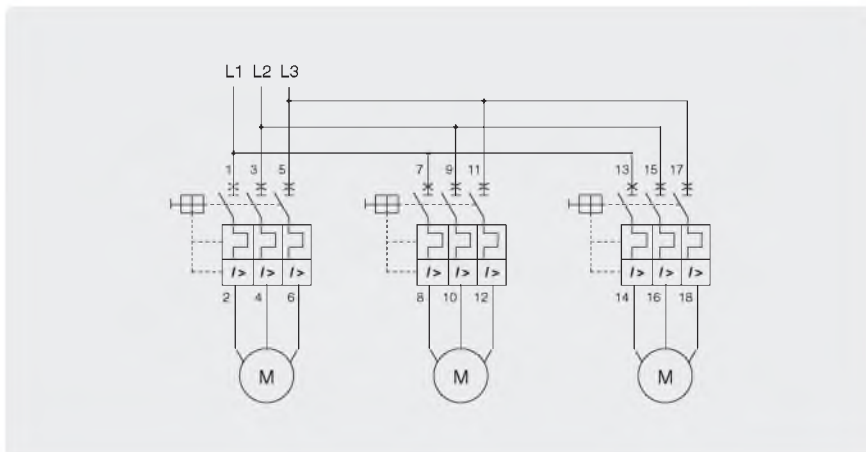 L1 L2 L3
1 3 5 7 9 11 13 15 17
I> I> I> I> I> I> I> I> I>
2 4 6 8 10 12 14 16 18
M M M